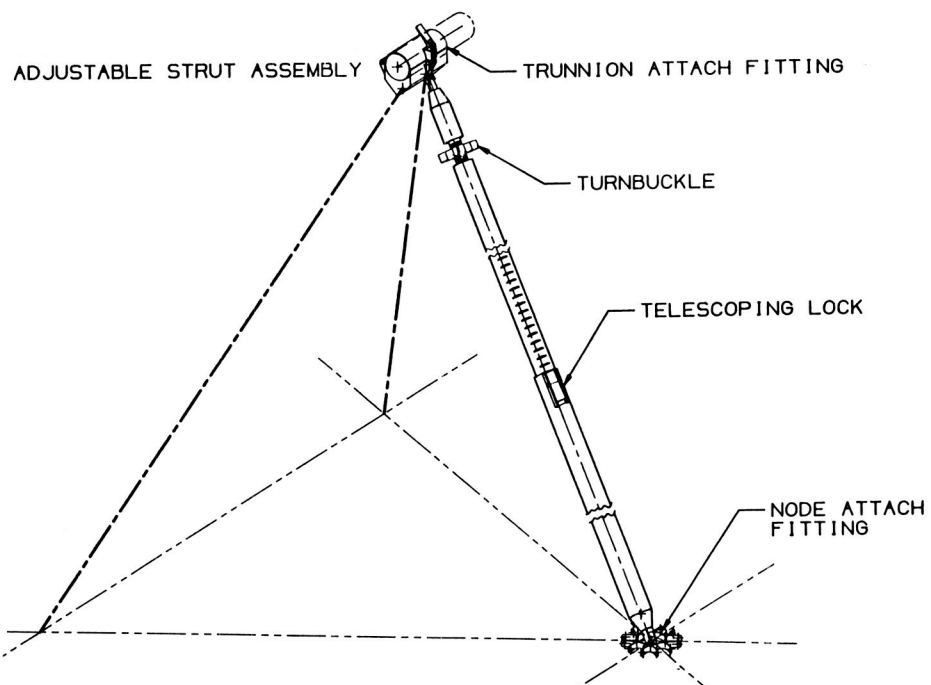 ADJUSTABLE STRUT ASSEMBLY
TRUNNION ATTACH FITTING
TURNBUCKLE
TELESCOPING LOCK
NODE ATTACH
FITTING